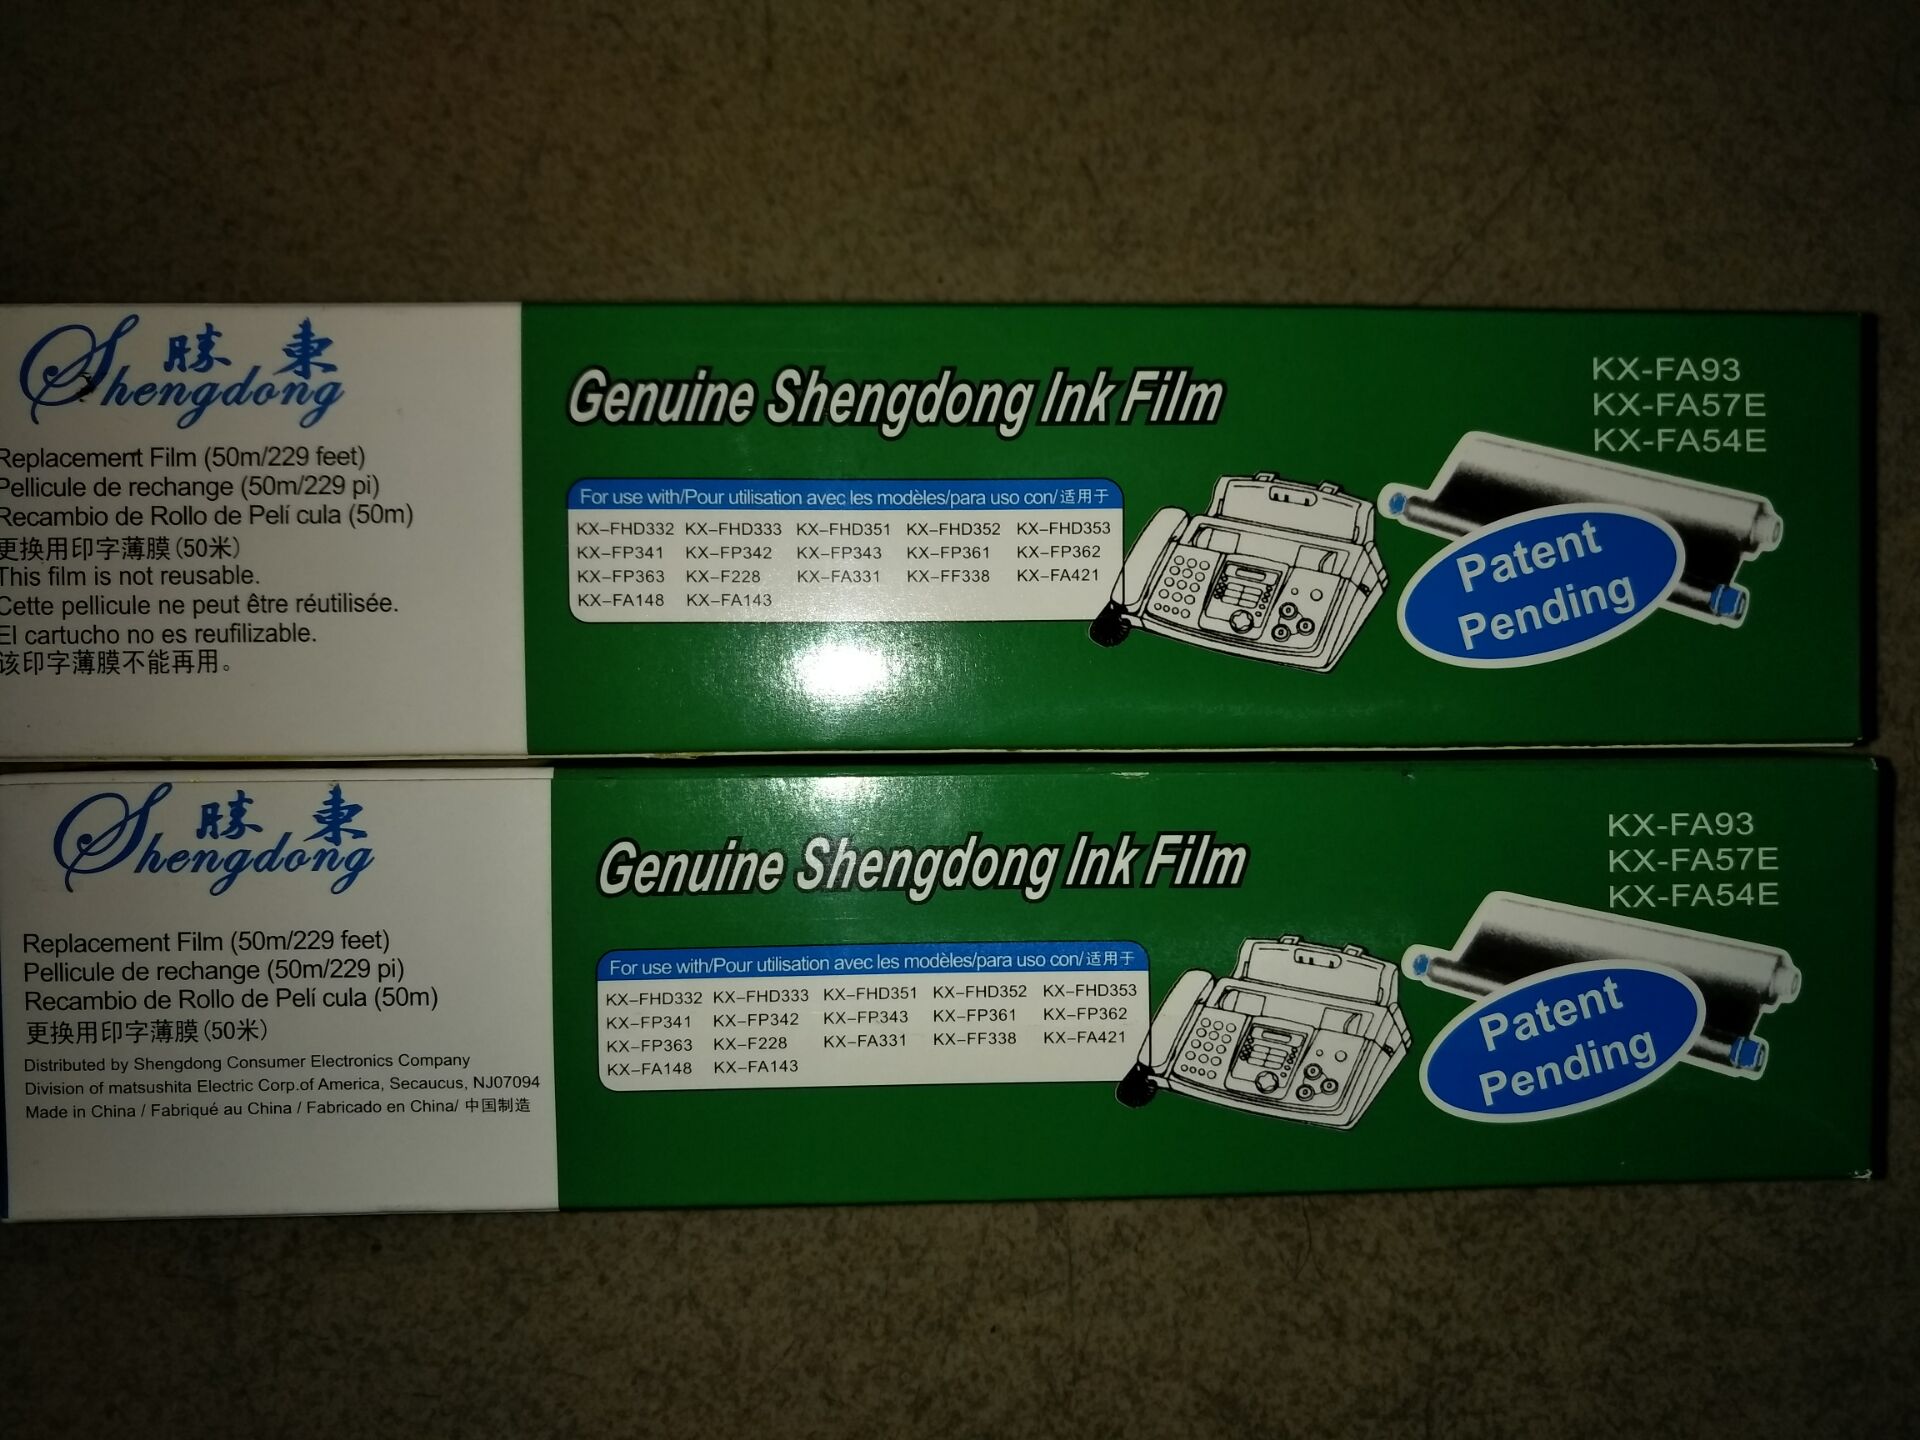 勝 東
Shengdong
Replacement Film (50m/229 feet)
Pellicule de rechange (50m/229 pi)
Recambio de Rollo de Pelí cula (50m)
更换用印字薄膜(50米)
This film is not reusable.
Cette pellicule ne peut être réutilisée.
El cartucho no es reufilizable.
该印字薄膜不能再用。
Genuine Shengdong Ink Film
For use with/Pour utilisation avec les modèles/para uso con/适用于
KX-FHD332 KX-FHD333 KX-FHD351 KX-FHD352 KX-FHD353
KX-FP341 KX-FP342 KX-FP343 KX-FP361 KX-FP362
KX-FP363 KX-F228 KX-FA331 KX-FF338 KX-FA421
KX-FA148 KX-FA143
KX-FA93
KX-FA57E
KX-FA54E
Patent
Pending
勝 東
Shengdong
Replacement Film (50m/229 feet)
Pellicule de rechange (50m/229 pi)
Recambio de Rollo de Pelí cula (50m)
更换用印字薄膜(50米)
Distributed by Shengdong Consumer Electronics Company
Division of matsushita Electric Corp.of America, Secaucus, NJ07094
Made in China / Fabriqué au China / Fabricado en China/ 中国制造
Genuine Shengdong Ink Film
For use with/Pour utilisation avec les modèles/para uso con/适用于
KX-FHD332 KX-FHD333 KX-FHD351 KX-FHD352 KX-FHD353
KX-FP341 KX-FP342 KX-FP343 KX-FP361 KX-FP362
KX-FP363 KX-F228 KX-FA331 KX-FF338 KX-FA421
KX-FA148 KX-FA143
KX-FA93
KX-FA57E
KX-FA54E
Patent
Pending